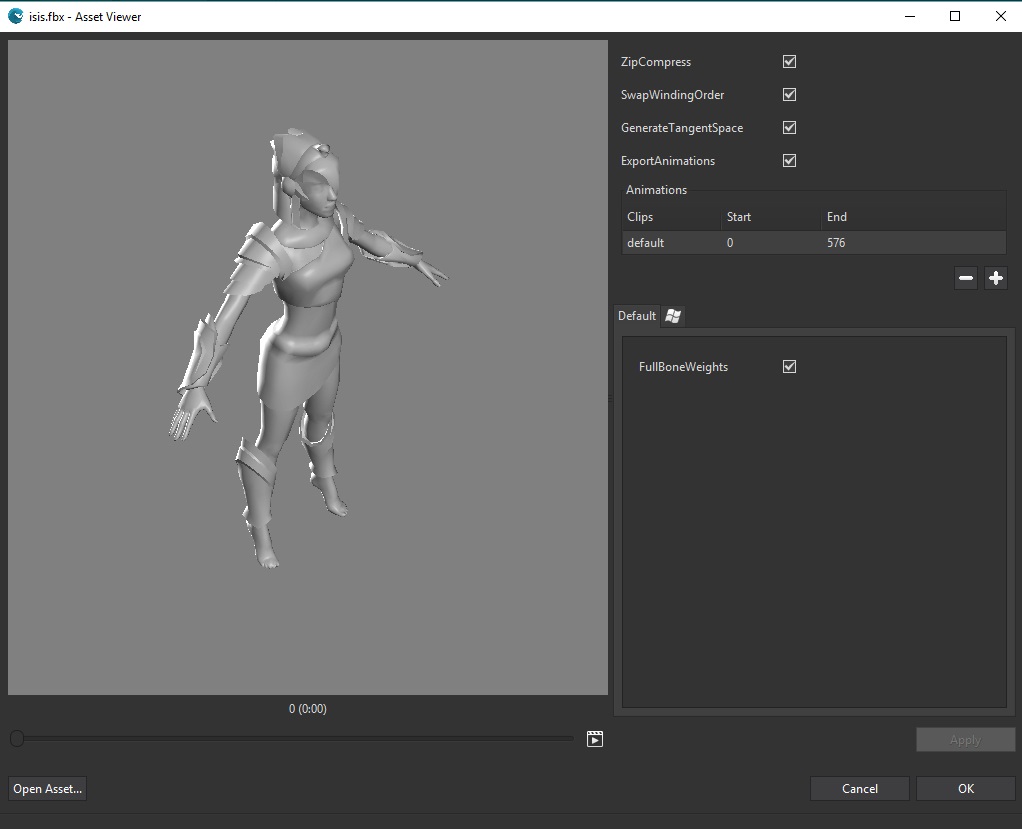 isis.fbx - Asset Viewer
ZipCompress
SwapWindingOrder
GenerateTangentSpace
ExportAnimations
Animations
Clips Start End
default 0 576
Default
FullBoneWeights
0 (0:00)
Apply
Open Asset...
Cancel OK